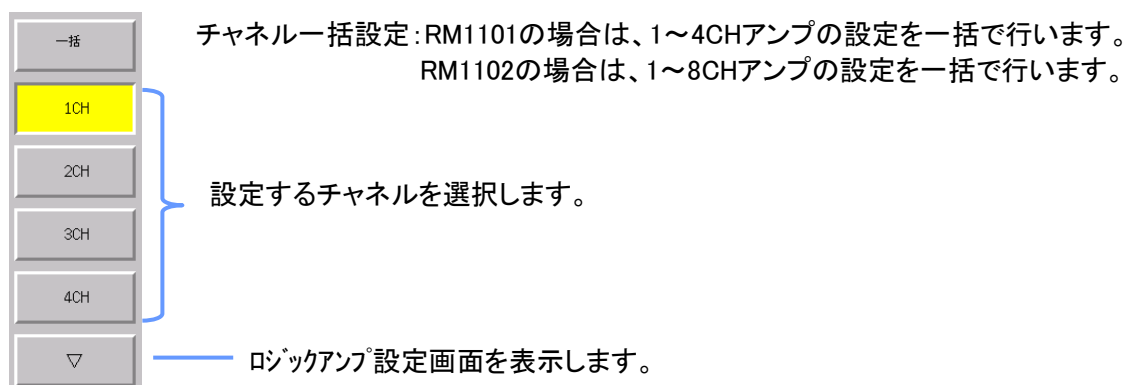 一括
チャネル一括設定:RM1101の場合は、1～4CHアンプの設定を一括で行います。
RM1102の場合は、1～8CHアンプの設定を一括で行います。
1CH
2CH
設定するチャネルを選択します。
3CH
4CH
▽
ﾛｼﾞｯｸｱﾝﾌﾟ設定画面を表示します。